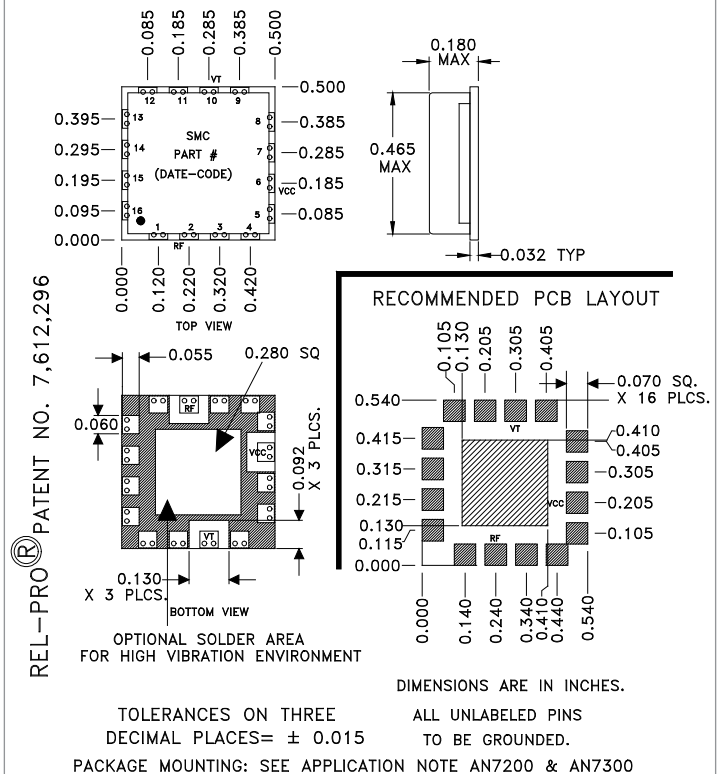 0.085
0.185
0.285
0.385
0.500
VT
12
11
10
9
0.500
0.395
13
8
0.385
SMC
0.295
14
PART #
7
0.285
(DATE-CODE)
0.195
15
6
0.185
VCC
0.095
16
5
0.085
0.000
1
2
3
4
RF
0.000
0.120
0.220
0.320
0.420
TOP VIEW
0.180
MAX
0.465
MAX
0.032 TYP
REL-PRO® PATENT NO. 7,612,296
0.055
0.280 SQ
0.060
RF
VCC
0.092
X 3 PLCS.
VT
0.130
X 3 PLCS.
BOTTOM VIEW
OPTIONAL SOLDER AREA
FOR HIGH VIBRATION ENVIRONMENT
RECOMMENDED PCB LAYOUT
0.105
0.130
0.205
0.305
0.405
0.070 SQ.
X 16 PLCS.
0.540
VT
0.415
0.410
0.405
0.315
0.305
0.215
VCC
0.205
0.130
0.115
0.105
RF
0.000
0.000
0.140
0.240
0.340
0.410
0.440
0.540
DIMENSIONS ARE IN INCHES.
TOLERANCES ON THREE
DECIMAL PLACES= ± 0.015
ALL UNLABELED PINS
TO BE GROUNDED.
PACKAGE MOUNTING: SEE APPLICATION NOTE AN7200 & AN7300